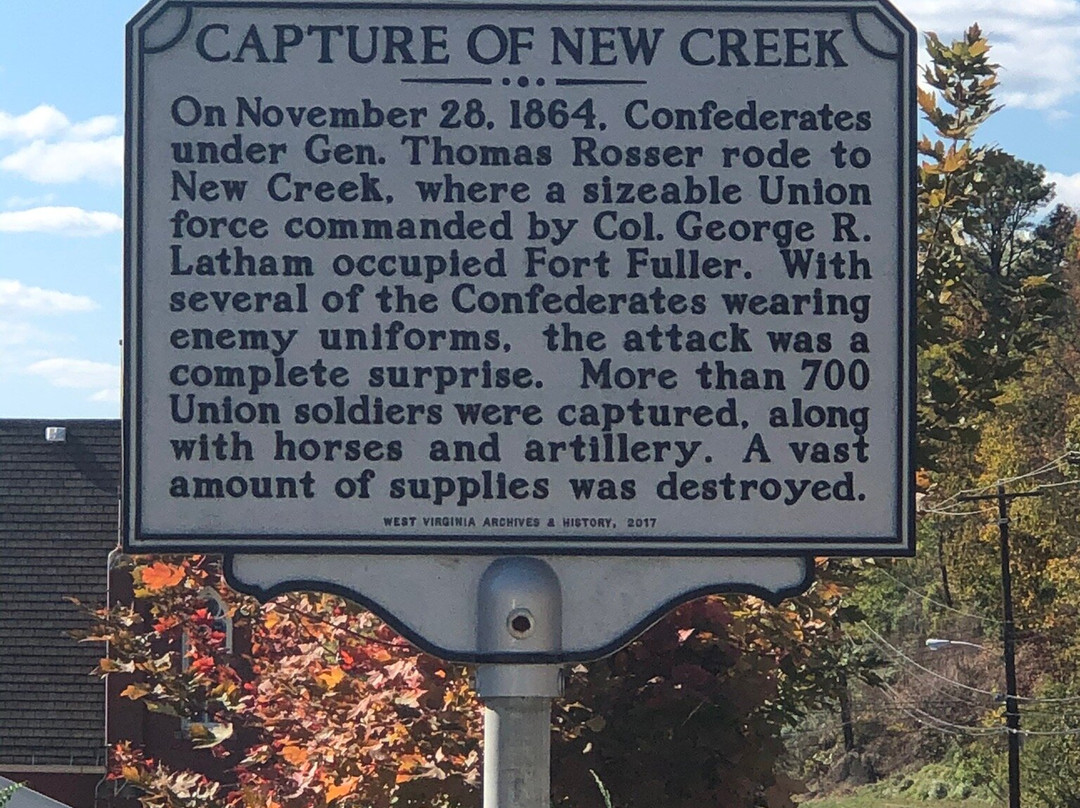 CAPTURE OF NEW CREEK
On November 28, 1864, Confederates
under Gen. Thomas Rosser rode to
New Creek, where a sizeable Union
force commanded by Col. George R.
Latham occupied Fort Fuller. With
several of the Confederates wearing
enemy uniforms, the attack was a
complete surprise. More than 700
Union soldiers were captured, along
with horses and artillery. A vast
amount of supplies was destroyed.
WEST VIRGINIA ARCHIVES & HISTORY, 2017